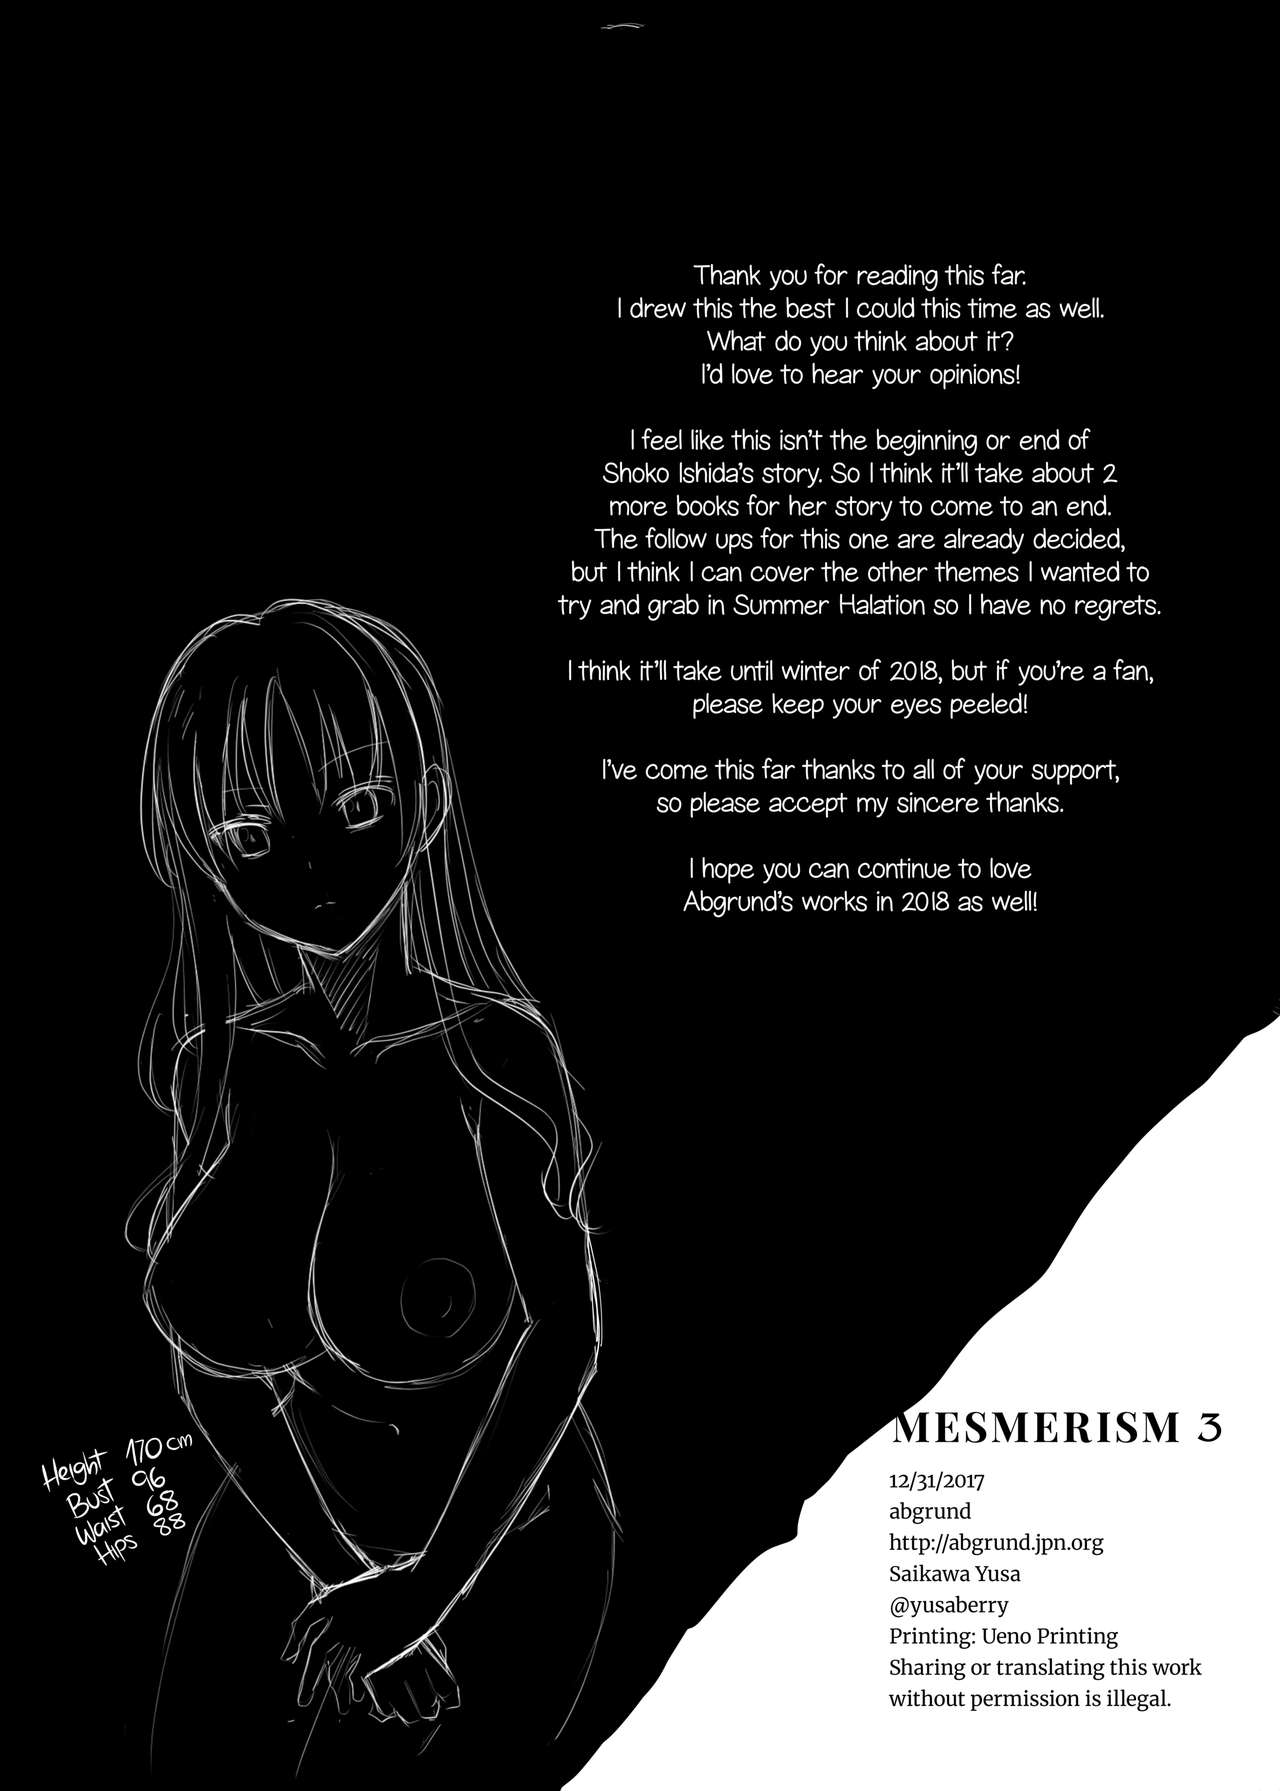 Thank you for reading this far.
I drew this the best I could this time as well.
What do you think about it?
I'd love to hear your opinions!
I feel like this isn't the beginning or end of
Shoko Ishida's story. So I think it'll take about 2
more books for her story to come to an end.
The follow ups for this one are already decided,
but I think I can cover the other themes I wanted to
try and grab in Summer Halation so I have no regrets.
I think it'll take until winter of 2018, but if you're a fan,
please keep your eyes peeled!
I've come this far thanks to all of your support,
so please accept my sincere thanks.
I hope you can continue to love
Abgrund's works in 2018 as well!
Height 170 cm
Bust 96
Waist 68
Hips 88
MESMERISM 3
12/31/2017
abgrund
http://abgrund.jpn.org
Saikawa Yusa
@yusaberry
Printing: Ueno Printing
Sharing or translating this work
without permission is illegal.